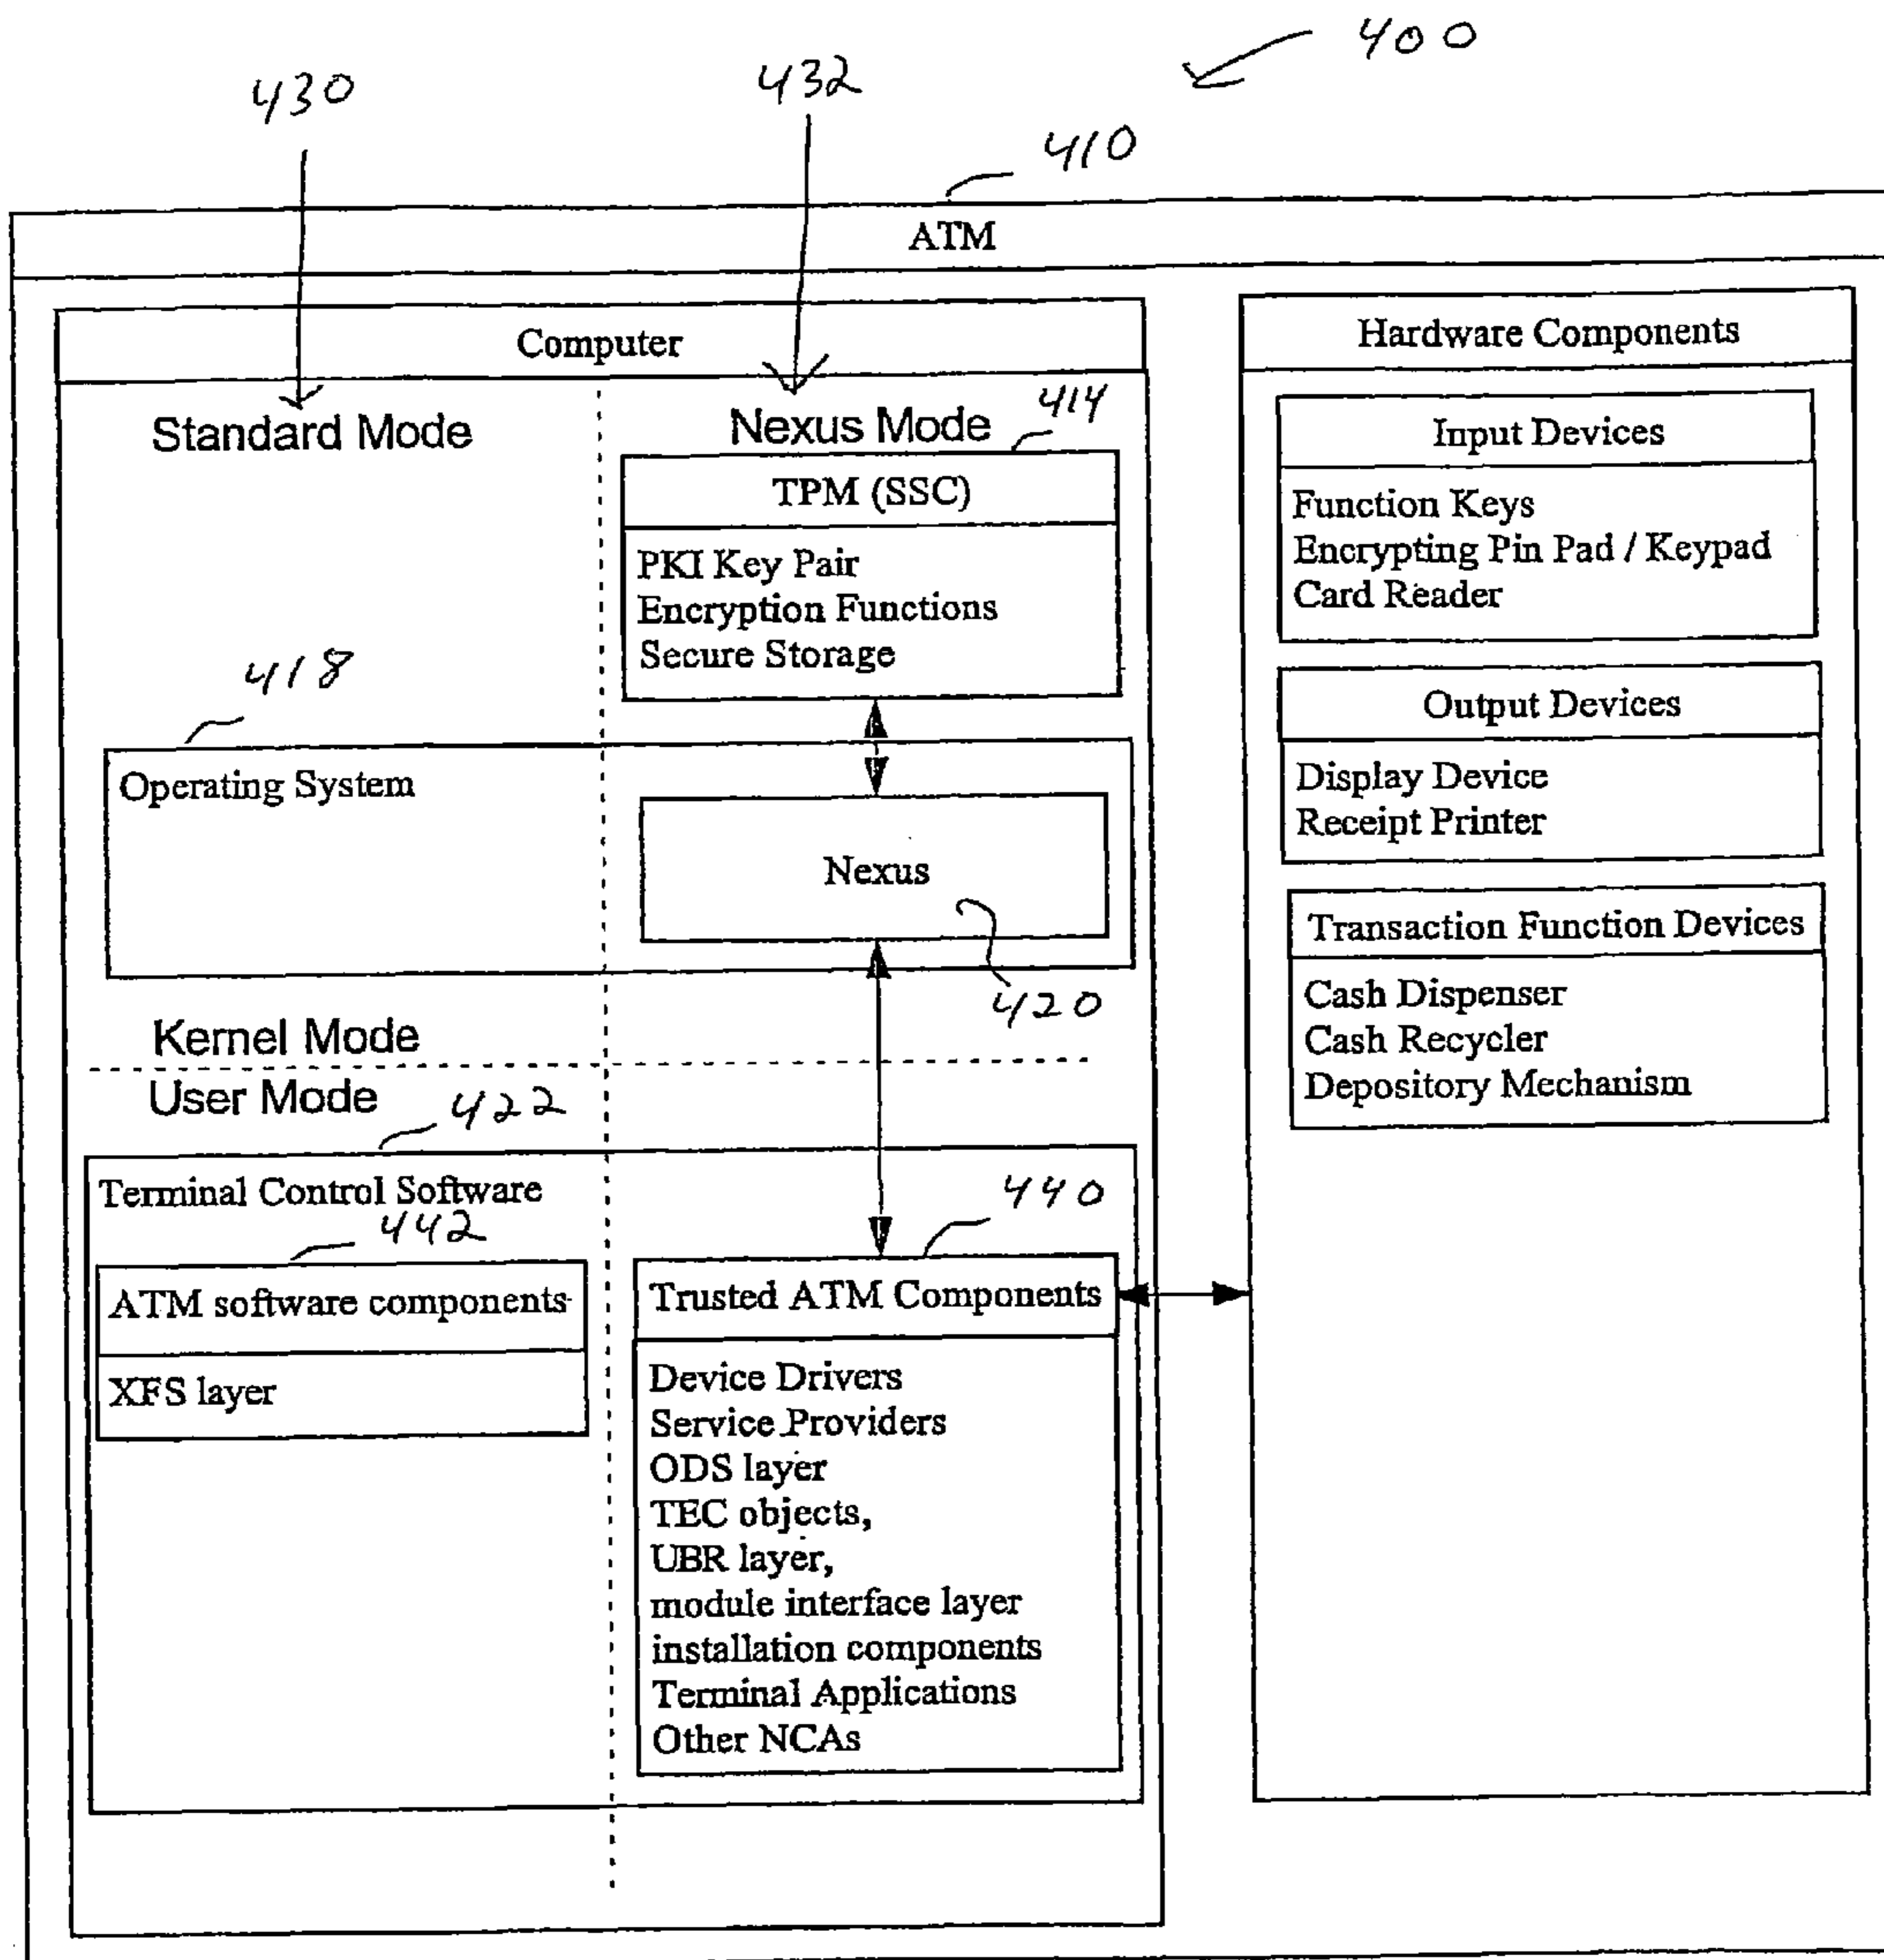 400
430
432
410
ATM
Computer
Standard Mode
Nexus Mode
414
TPM (SSC)
PKI Key Pair
Encryption Functions
Secure Storage
418
Operating System
Nexus
420
Kernel Mode
User Mode
422
Terminal Control Software
442
ATM software components
XFS layer
440
Trusted ATM Components
Device Drivers
Service Providers
ODS layer
TEC objects,
UBR layer,
module interface layer
installation components
Terminal Applications
Other NCAs
Hardware Components
Input Devices
Function Keys
Encrypting Pin Pad / Keypad
Card Reader
Output Devices
Display Device
Receipt Printer
Transaction Function Devices
Cash Dispenser
Cash Recycler
Depository Mechanism